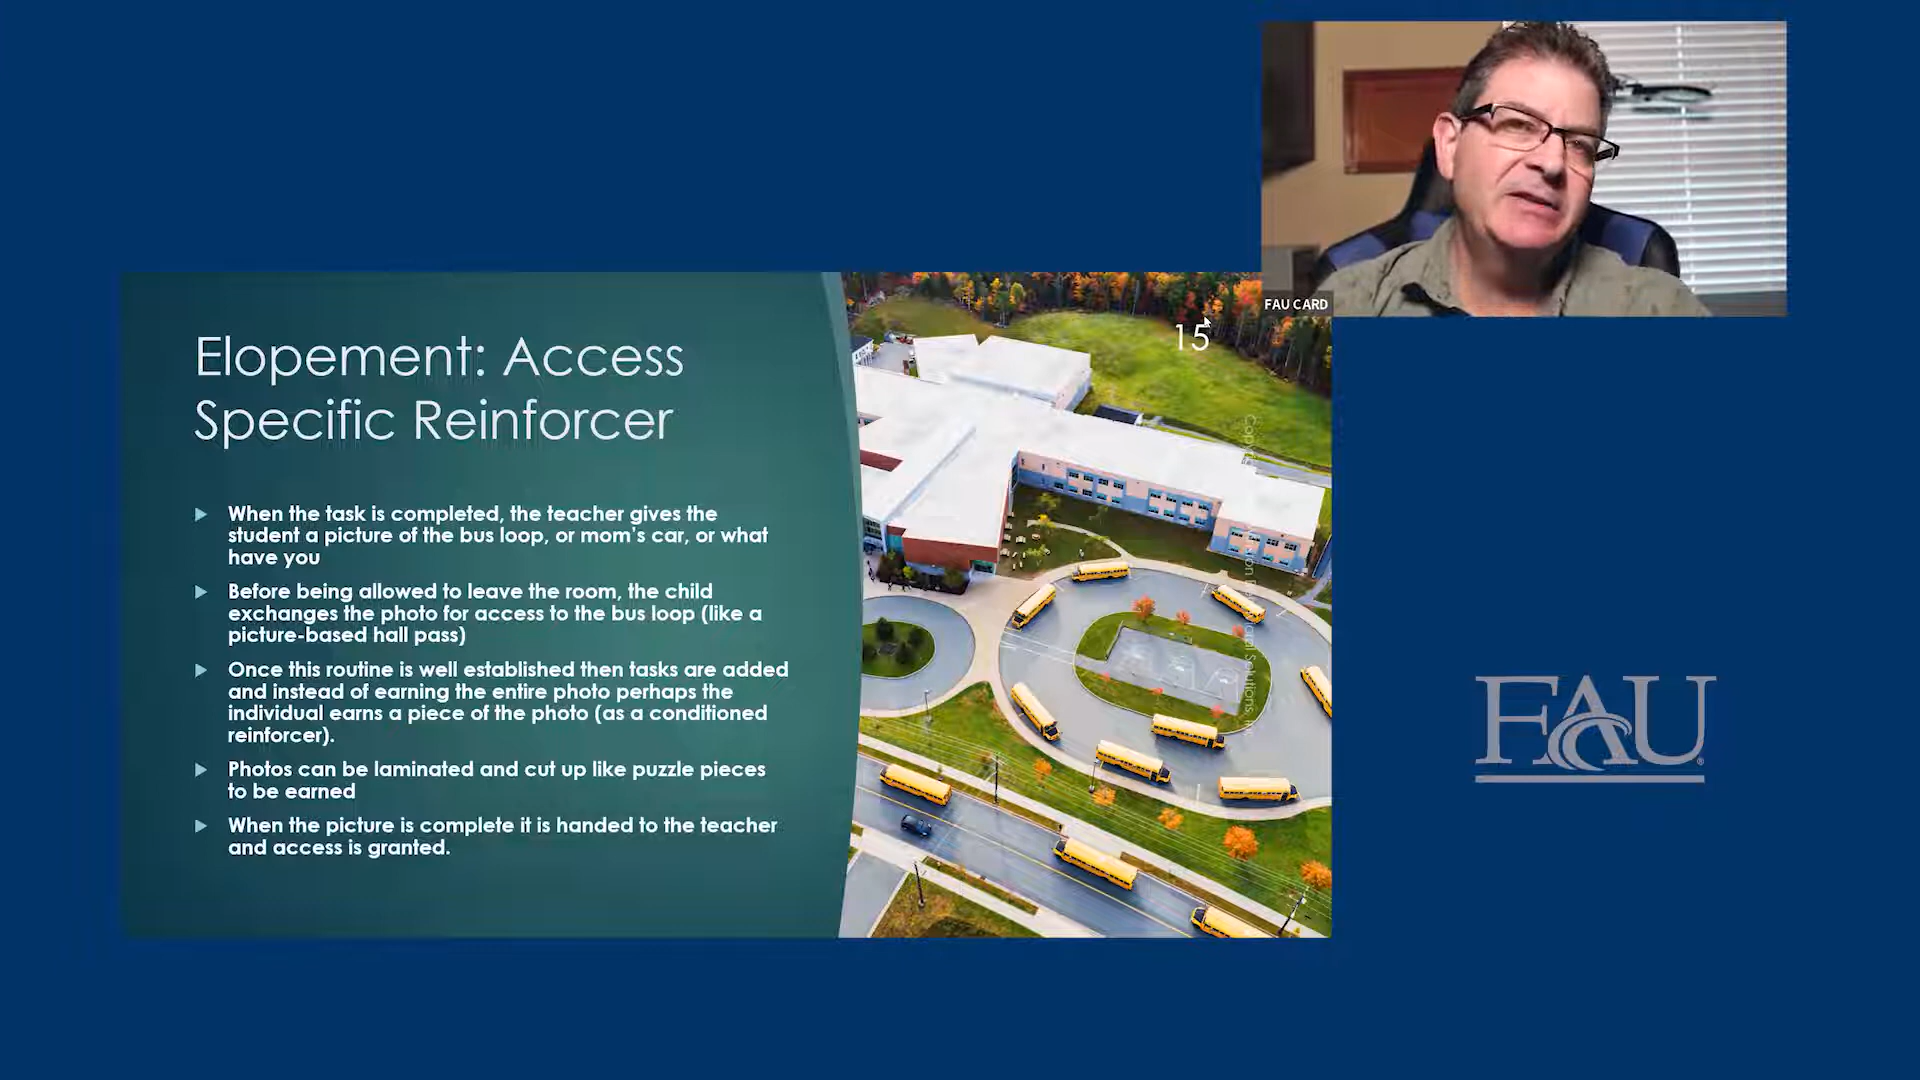 FAU CARD
15
Elopement: Access
Specific Reinforcer
When the task is completed, the teacher gives the
student a picture of the bus loop, or mom's car, or what
have you
Before being allowed to leave the room, the child
exchanges the photo for access to the bus loop (like a
picture-based hall pass)
Once this routine is well established then tasks are added
and instead of earning the entire photo perhaps the
individual earns a piece of the photo (as a conditioned
reinforcer).
Photos can be laminated and cut up like puzzle pieces
to be earned
When the picture is complete it is handed to the teacher
and access is granted.
FAU